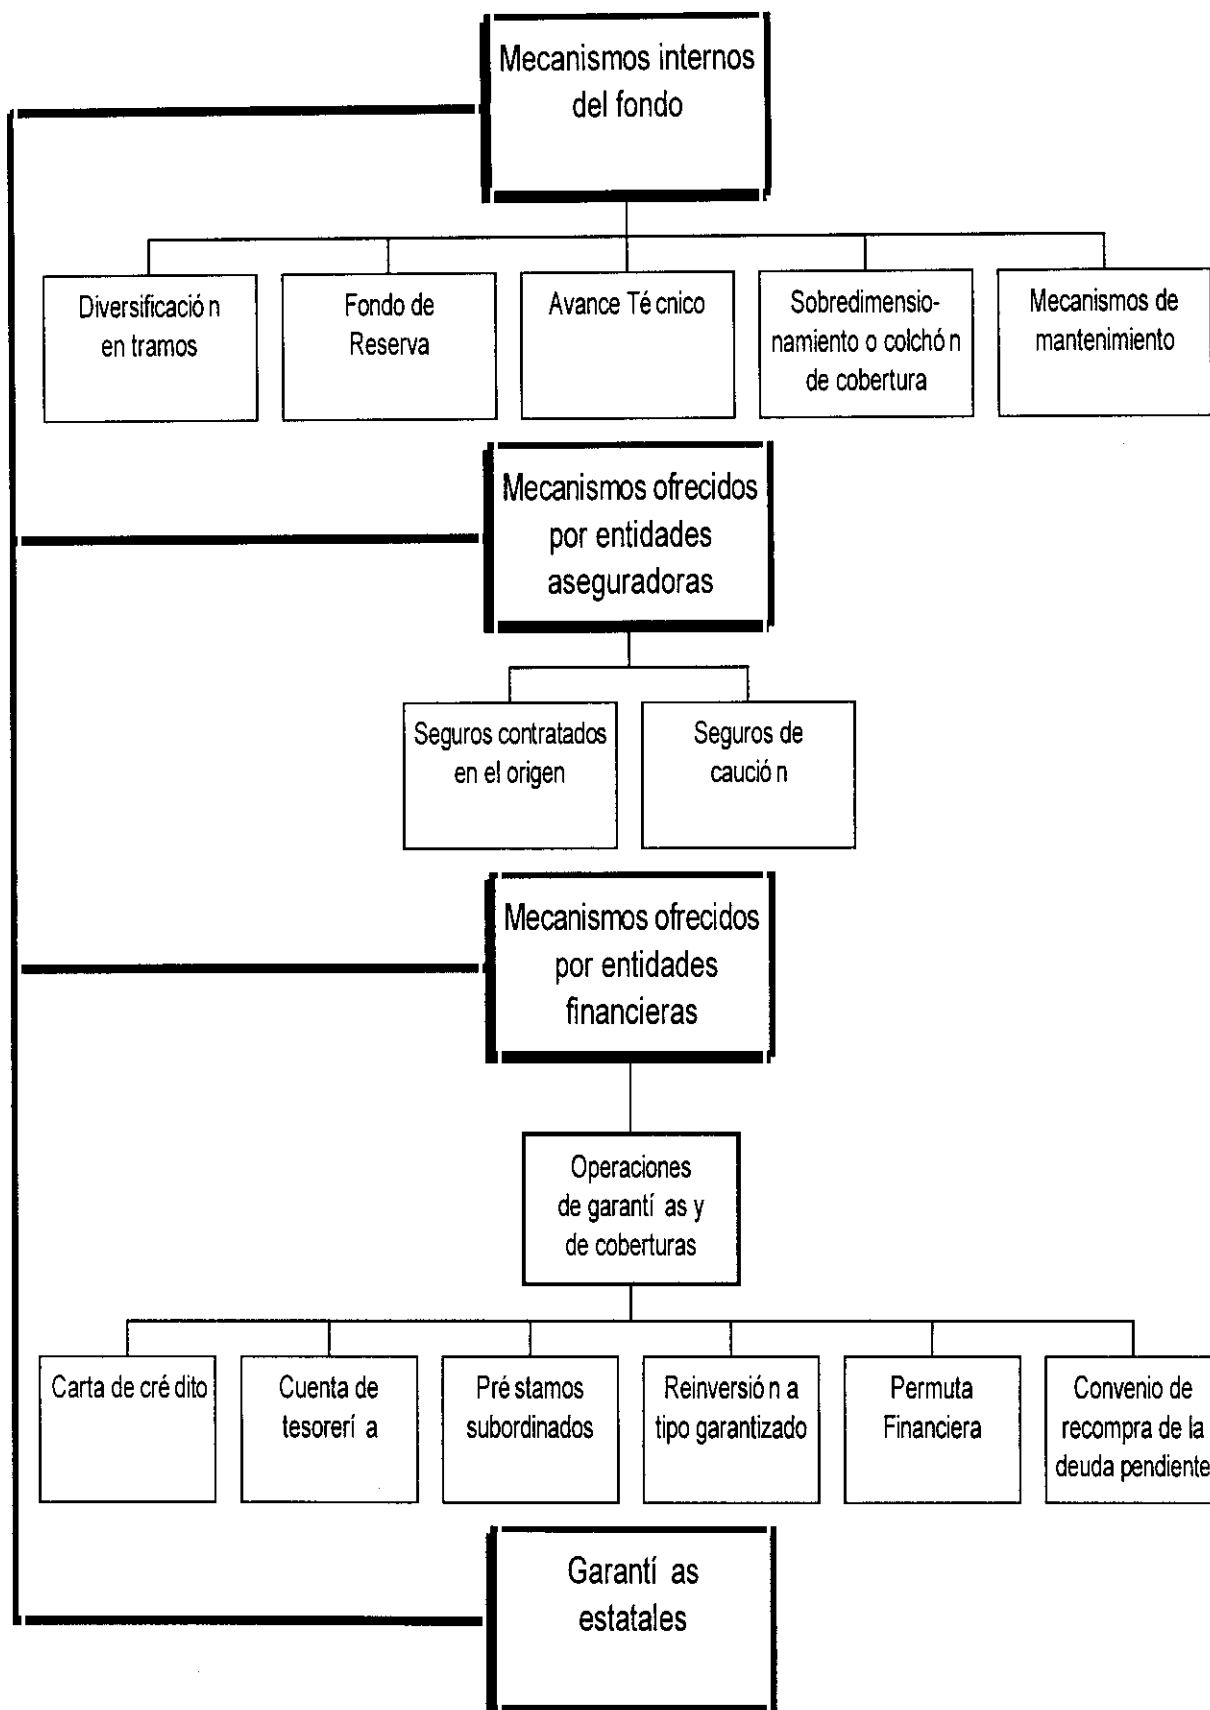 Mecanismos internos
del fondo
Diversificación
en tramos
Fondo de
Reserva
Avance Técnico
Sobredimensio-
namiento o colchón
de cobertura
Mecanismos de
mantenimiento
Mecanismos ofrecidos
por entidades
aseguradoras
Seguros contratados
en el origen
Seguros de
caución
Mecanismos ofrecidos
por entidades
financieras
Operaciones
de garantías y
de coberturas
Carta de crédito
Cuenta de
tesorería
Préstamos
subordinados
Reinversión a
tipo garantizado
Permuta
Financiera
Convenio de
recompra de la
deuda pendiente
Garantías
estatales